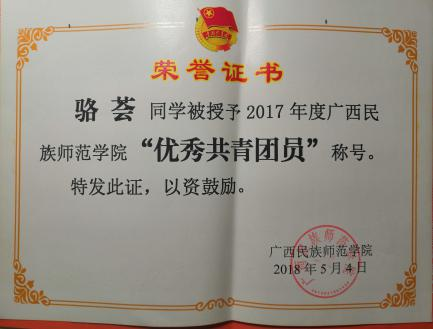 荣誉证书
骆荟 同学被授予 2017 年度广西民
族师范学院 “优秀共青团员” 称号。
特发此证，以资鼓励。
广西民族师范学院
2018 年 5 月 4 日